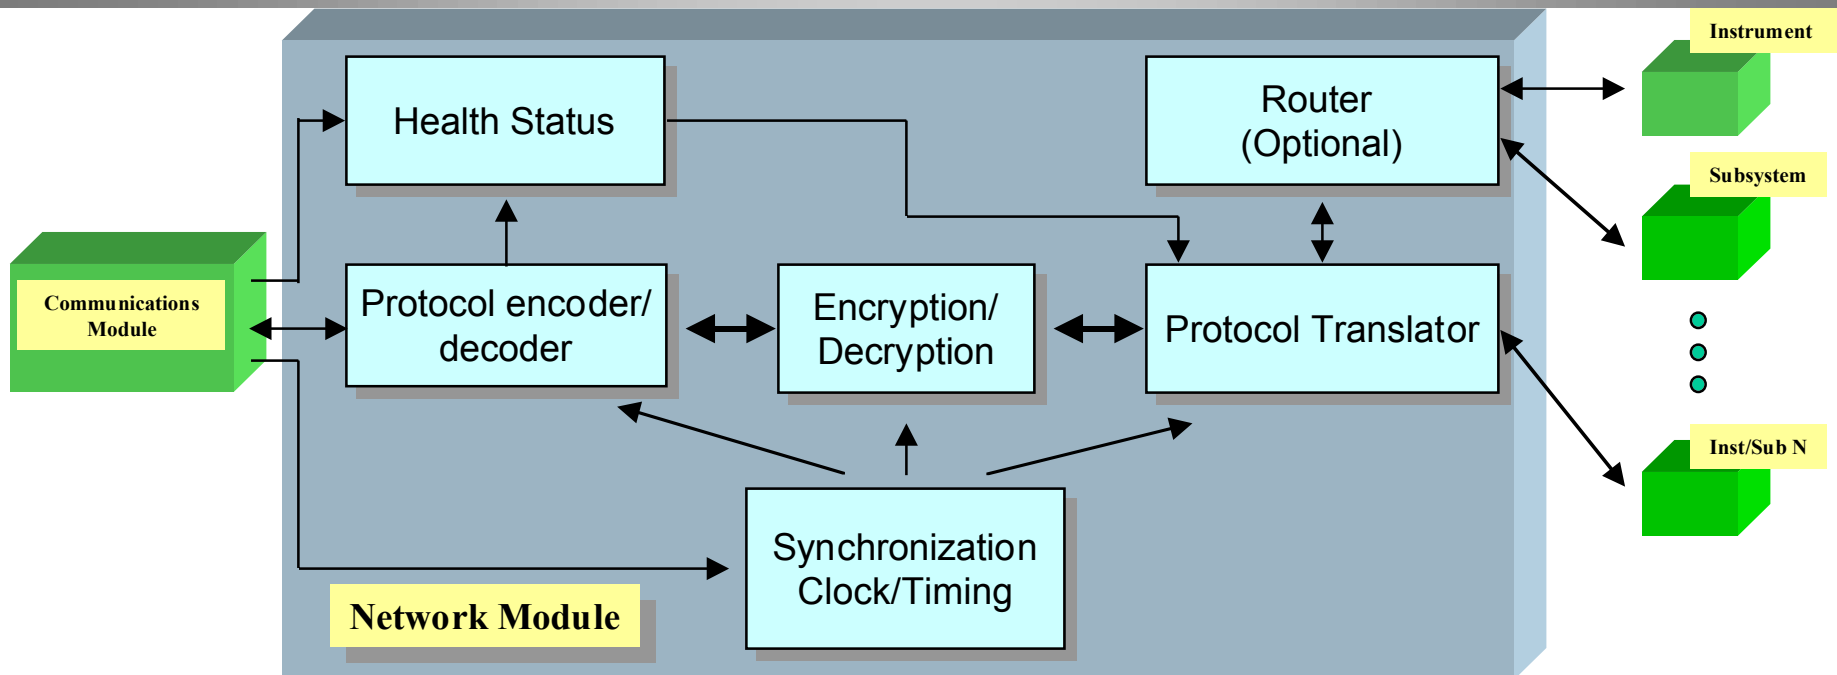 Instrument
Health Status
Router
(Optional)
Subsystem
Communications
Module
Protocol encoder/
decoder
Encryption/
Decryption
Protocol Translator
Inst/Sub N
Synchronization
Clock/Timing
Network Module